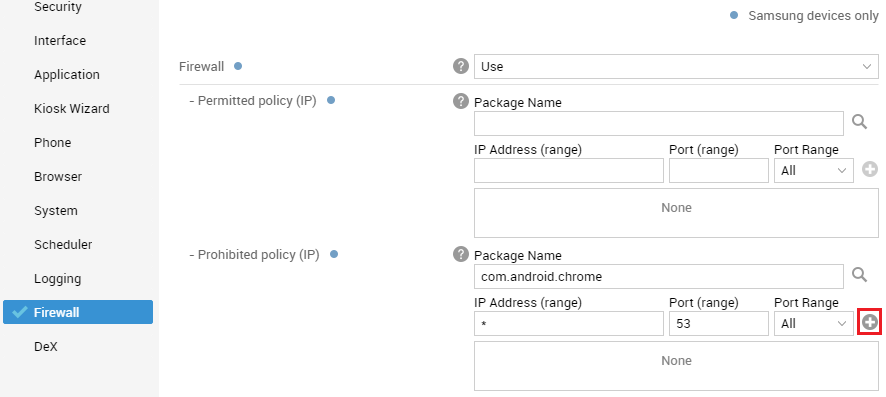 Security
Interface
Application
Kiosk Wizard
Phone
Browser
System
Scheduler
Logging
Firewall
DeX
Samsung devices only
Firewall ? Use
- Permitted policy (IP) ? Package Name
IP Address (range) Port (range) Port Range
All
None
- Prohibited policy (IP) ? Package Name
com.android.chrome
IP Address (range) Port (range) Port Range
* 53 All
None